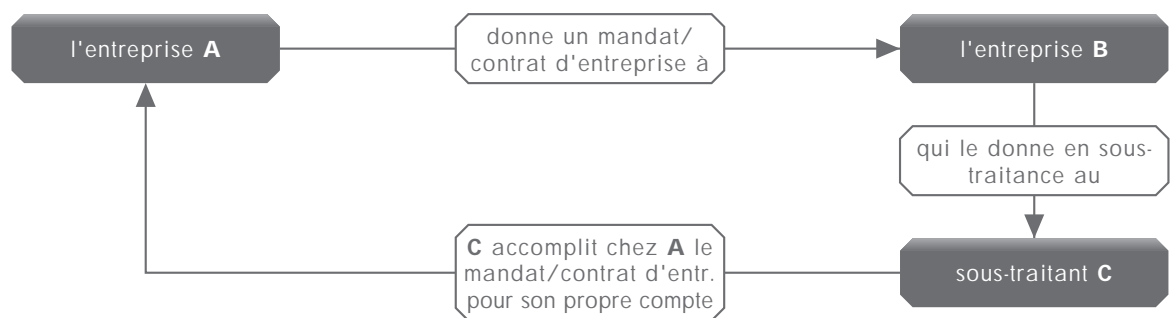 l'entreprise A
donne un mandat/
contrat d'entreprise à
l'entreprise B
qui le donne en sous-
traitance au
sous-traitant C
C accomplit chez A le
mandat/contrat d'entr.
pour son propre compte